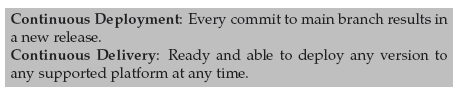 Continuous Deployment: Every commit to main branch results in
a new release.
Continuous Delivery: Ready and able to deploy any version to
any supported platform at any time.